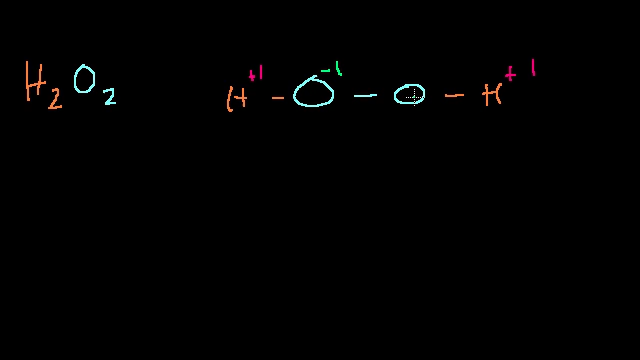 H₂O₂ H⁺¹ - O⁻¹ - O - H⁺¹